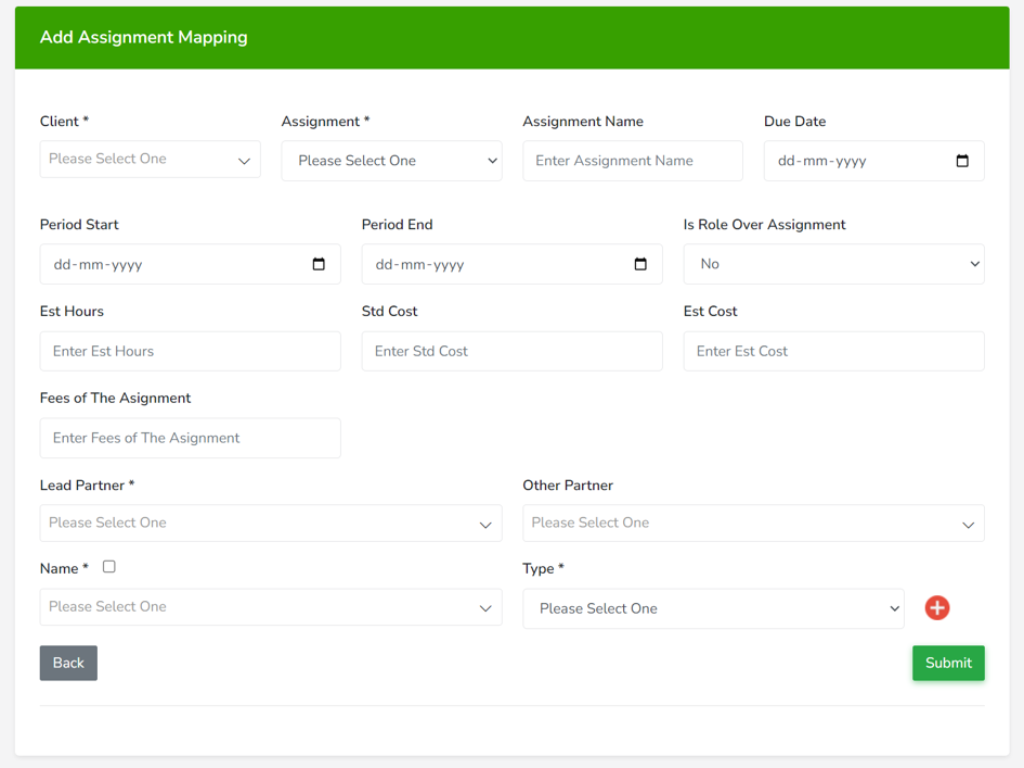 Add Assignment Mapping
Client * Assignment * Assignment Name Due Date
Please Select One Please Select One Enter Assignment Name dd-mm-yyyy
Period Start Period End Is Role Over Assignment
dd-mm-yyyy dd-mm-yyyy No
Est Hours Std Cost Est Cost
Enter Est Hours Enter Std Cost Enter Est Cost
Fees of The Asignment
Enter Fees of The Asignment
Lead Partner * Other Partner
Please Select One Please Select One
Name * Type *
Please Select One Please Select One
Back Submit